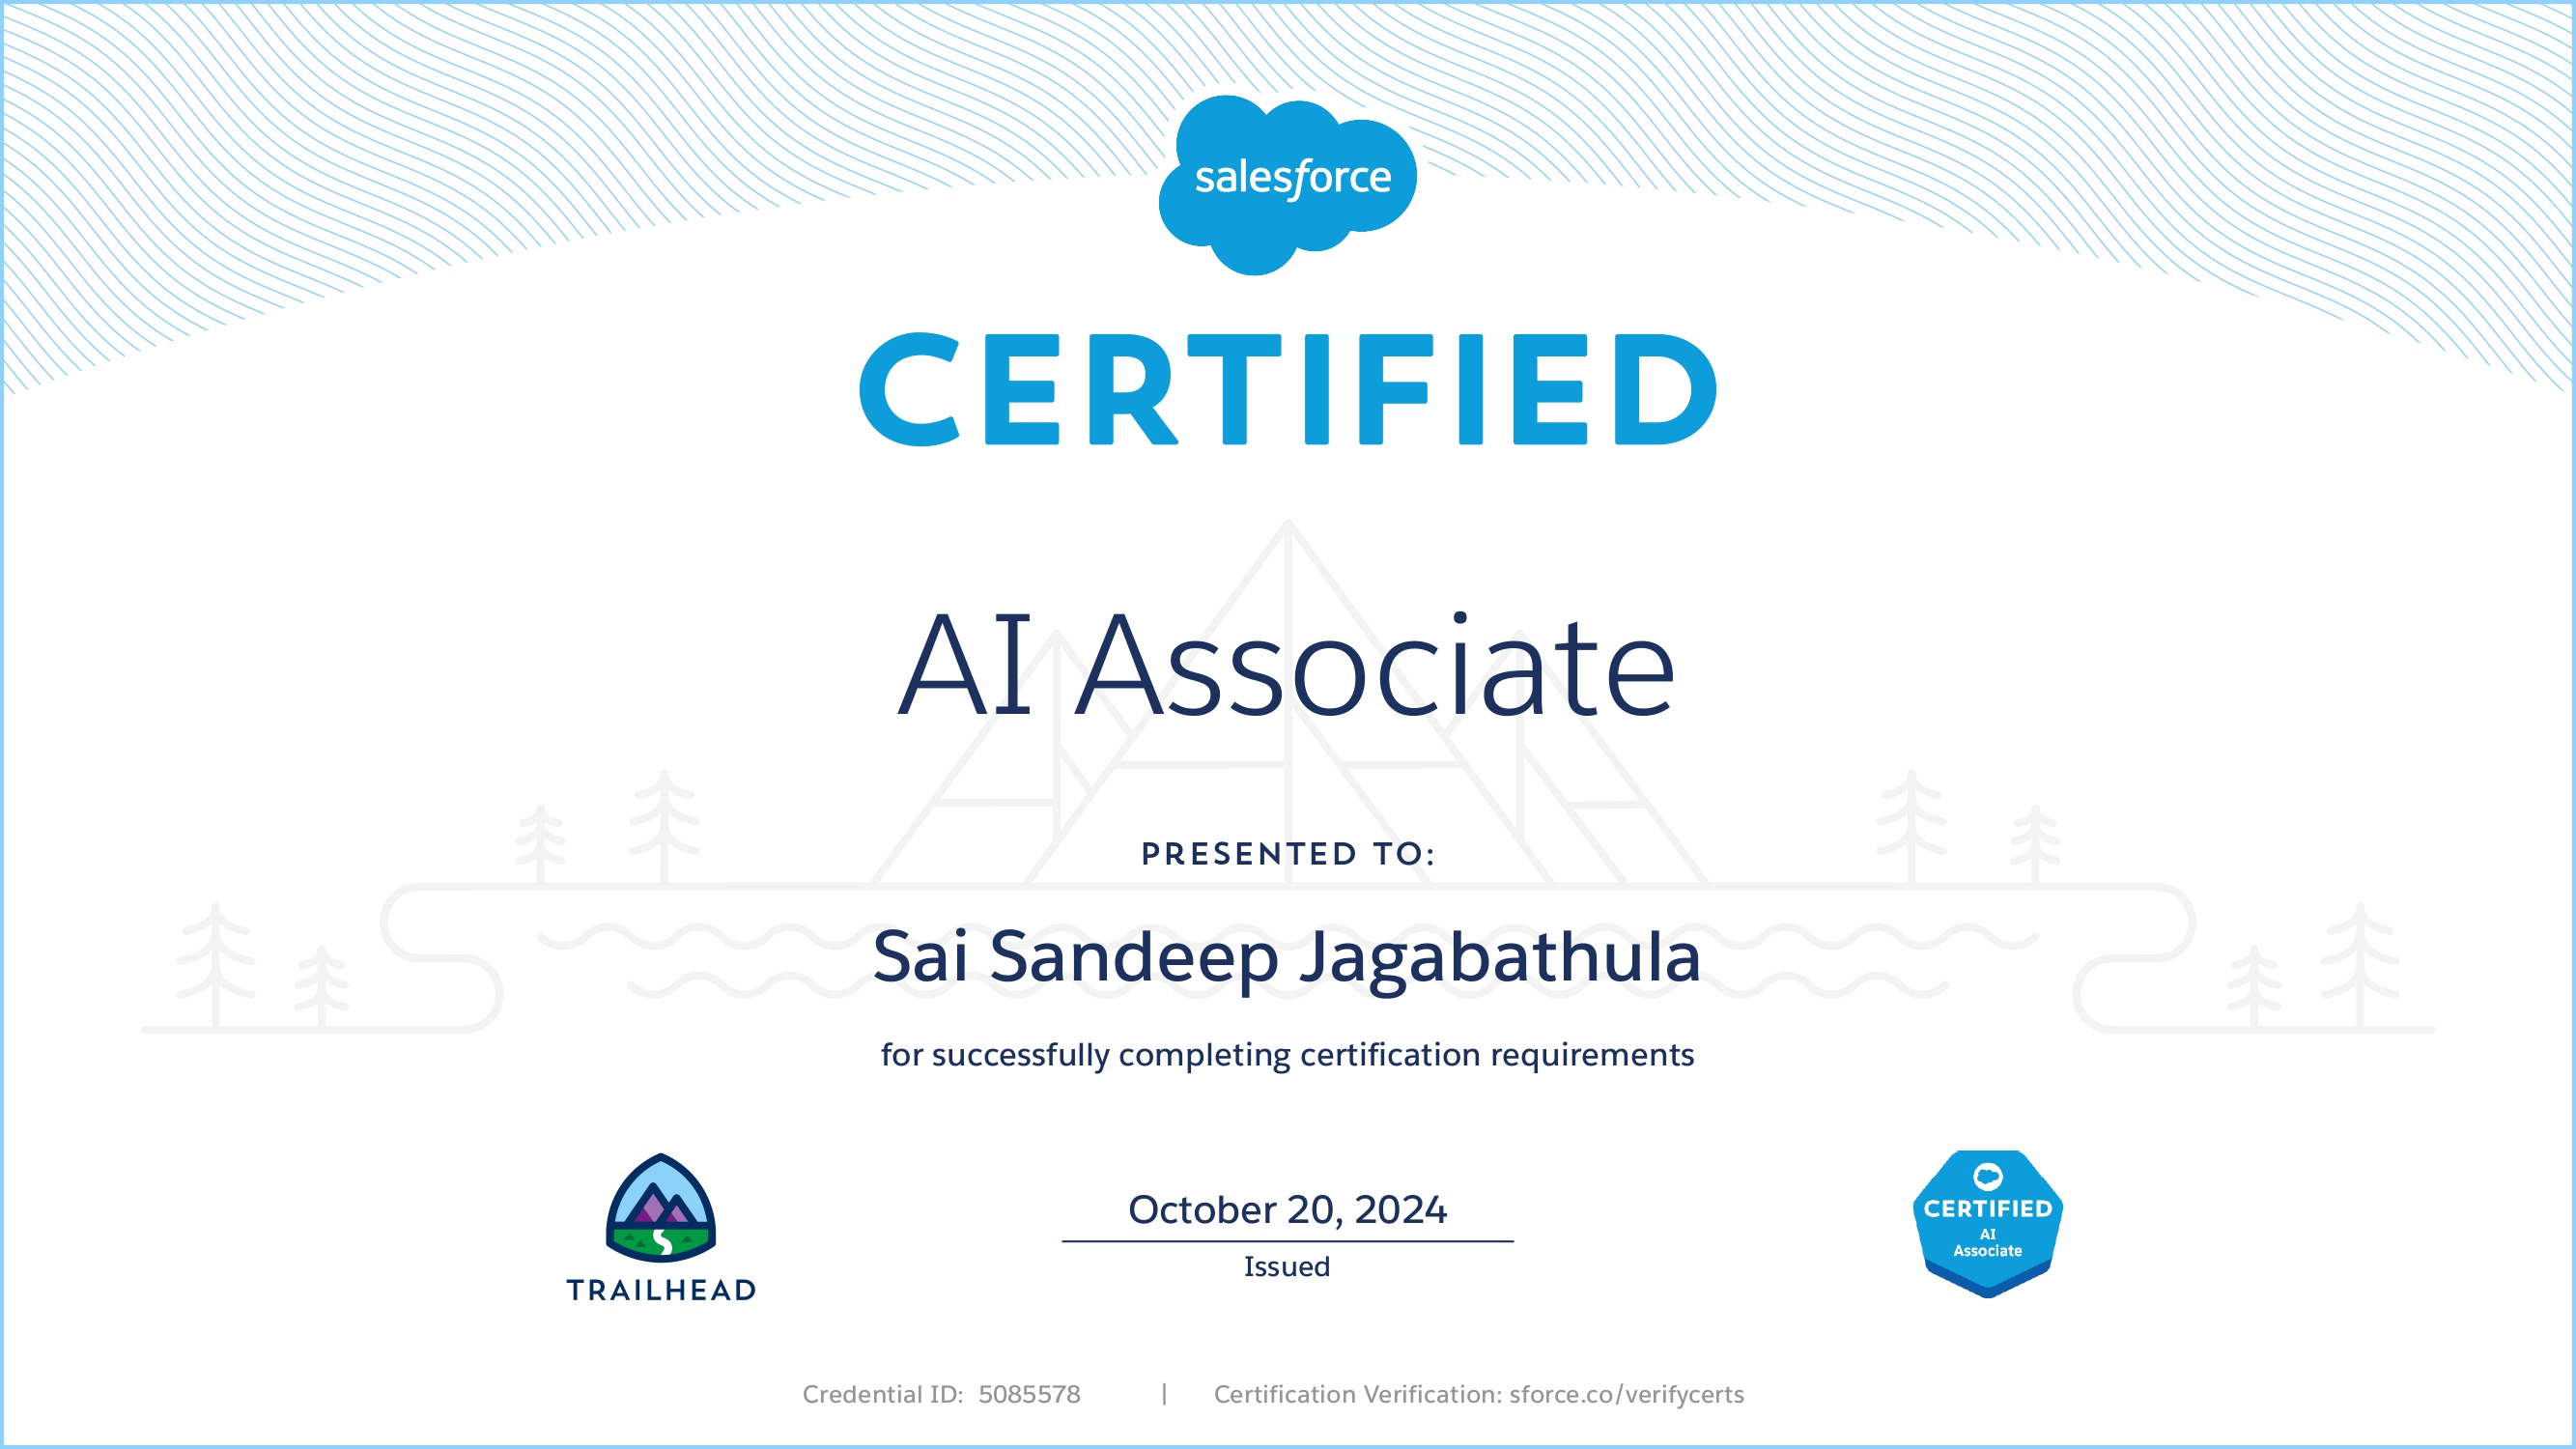 salesforce
CERTIFIED
AI Associate
PRESENTED TO:
Sai Sandeep Jagabathula
for successfully completing certification requirements
TRAILHEAD
October 20, 2024
Issued
CERTIFIED
AI
Associate
Credential ID: 5085578 | Certification Verification: sforce.co/verifycerts